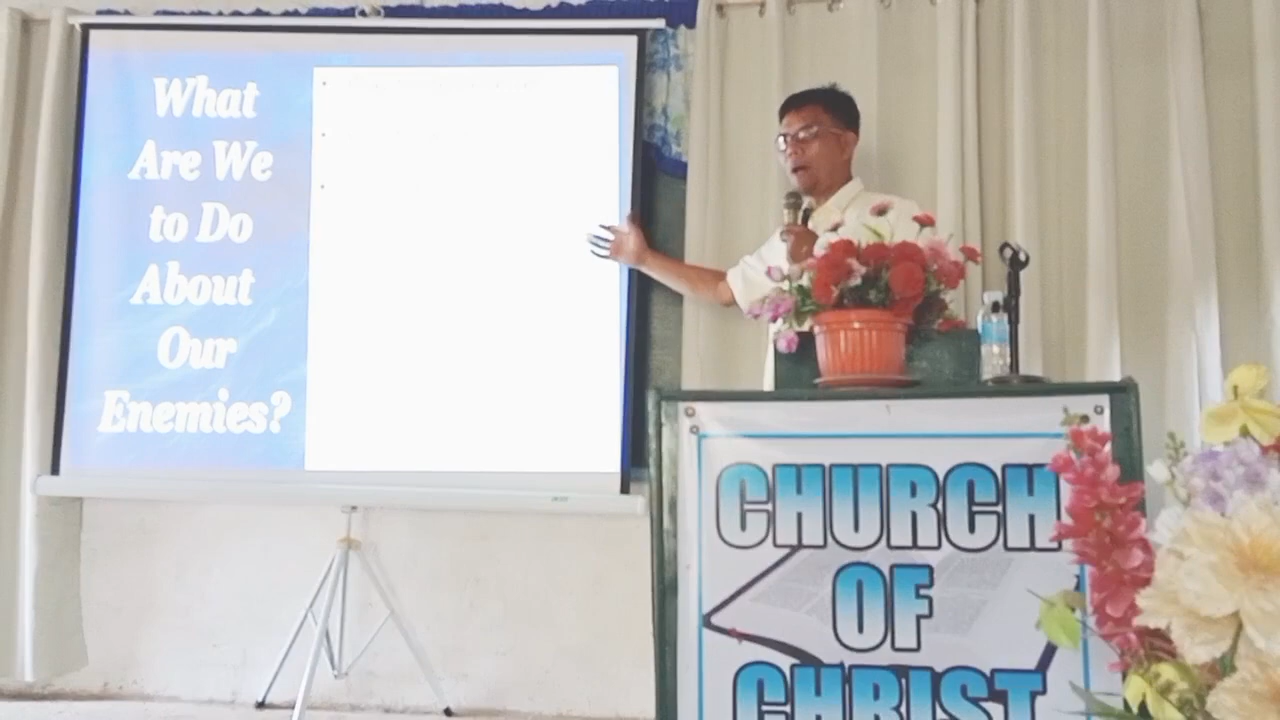 What
Are We
to Do
About
Our
Enemies?
CHURCH
OF
CHRIST